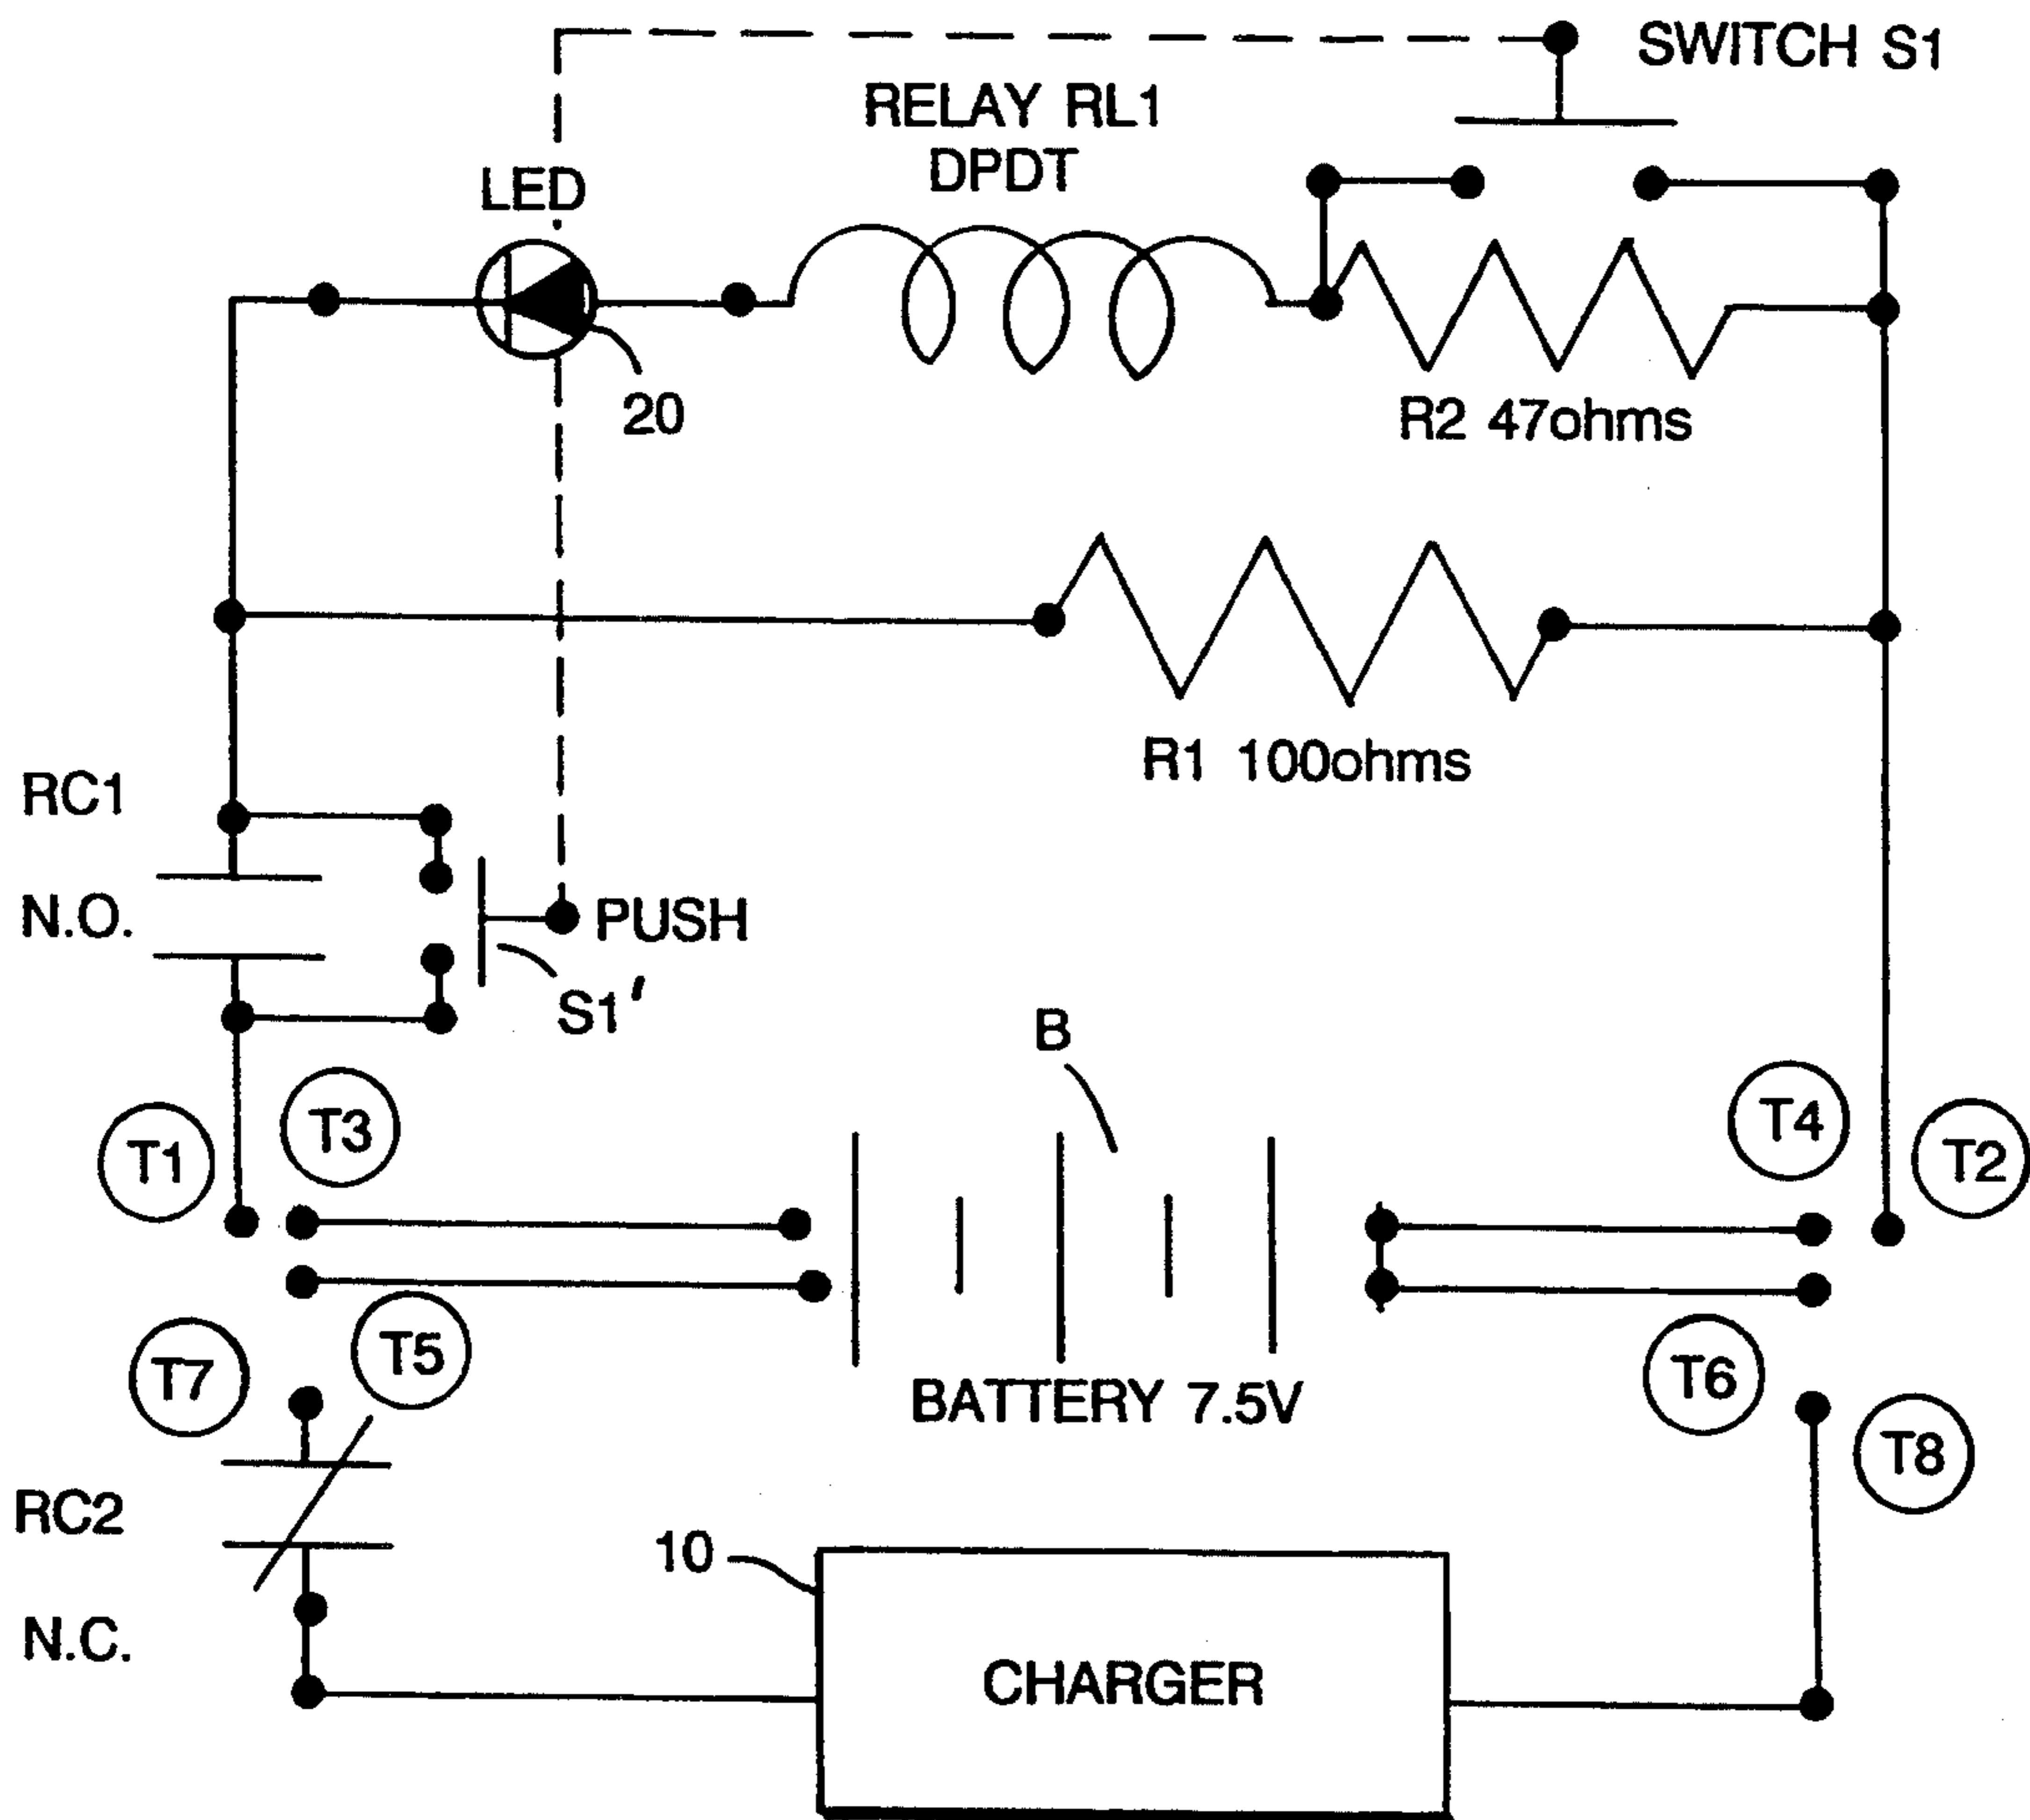 SWITCH S1
RELAY RL1
DPDT
LED
20
R2 47ohms
R1 100ohms
RC1
N.O.
PUSH
S1'
B
T1
T3
T4
T2
T7
T5
BATTERY 7.5V
T6
T8
RC2
10
N.C.
CHARGER